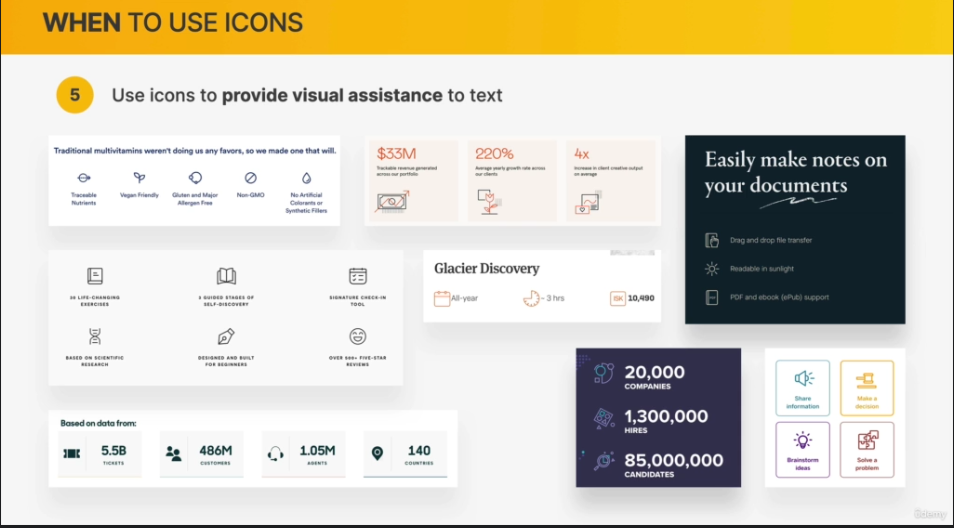 WHEN TO USE ICONS
5
Use icons to provide visual assistance to text
Traditional multivitamins weren't doing us any favors, so we made one that will.
Traceable
Nutrients
Vegan Friendly
Gluten and Major
Allergen Free
Non-GMO
No Artificial
Colorants or
Synthetic Fillers
$33M
Tractable revenue generated
across our portfolio
220%
Average yearly growth rate across
our clients
4x
Increase in client creative output
on average
Easily make notes on
your documents
Drag and drop file transfer
Readable in sunlight
PDF and ebook (ePub) support
LIFE-CHANGING
EXERCISES
3 GUIDED STAGES OF
SELF-DISCOVERY
SIGNATURE CHECK-IN
TOOL
BASED ON SCIENTIFIC
RESEARCH
DESIGNED AND BUILT
FOR BEGINNERS
OVER 500+ FIVE-STAR
REVIEWS
Glacier Discovery
All-year
~ 3 hrs
ISK 10,490
Based on data from:
5.5B
TICKETS
486M
CUSTOMERS
1.05M
AGENTS
140
COUNTRIES
20,000
COMPANIES
1,300,000
HIRES
85,000,000
CANDIDATES
Share
information
Make a
decision
Brainstorm
ideas
Solve a
problem
Udemy